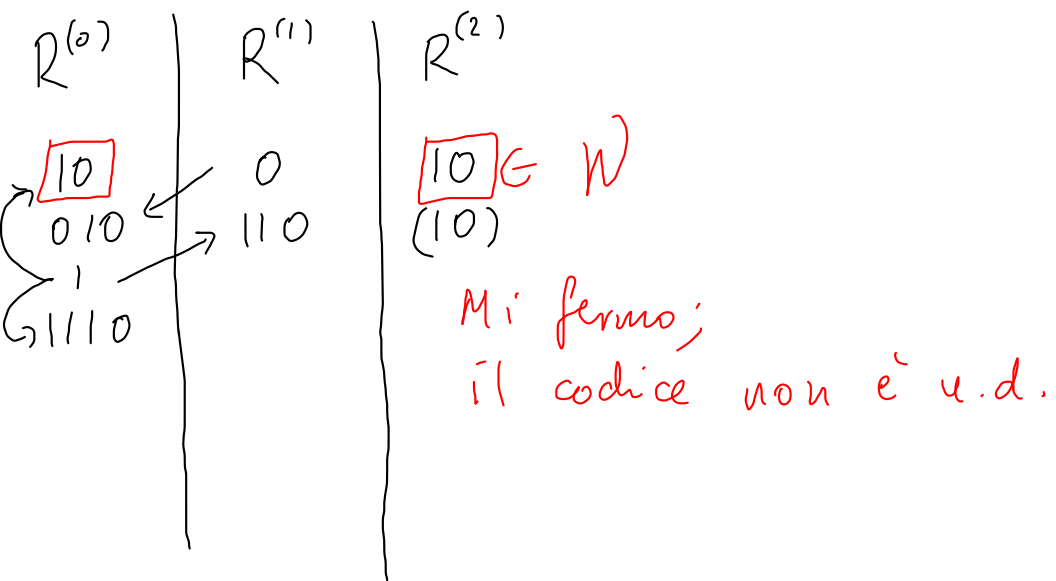 R^(0) R^(1) R^(2)
10 0 10 ∈ W
010 110 (10)
1
1110
Mi fermo;
il codice non è u.d.